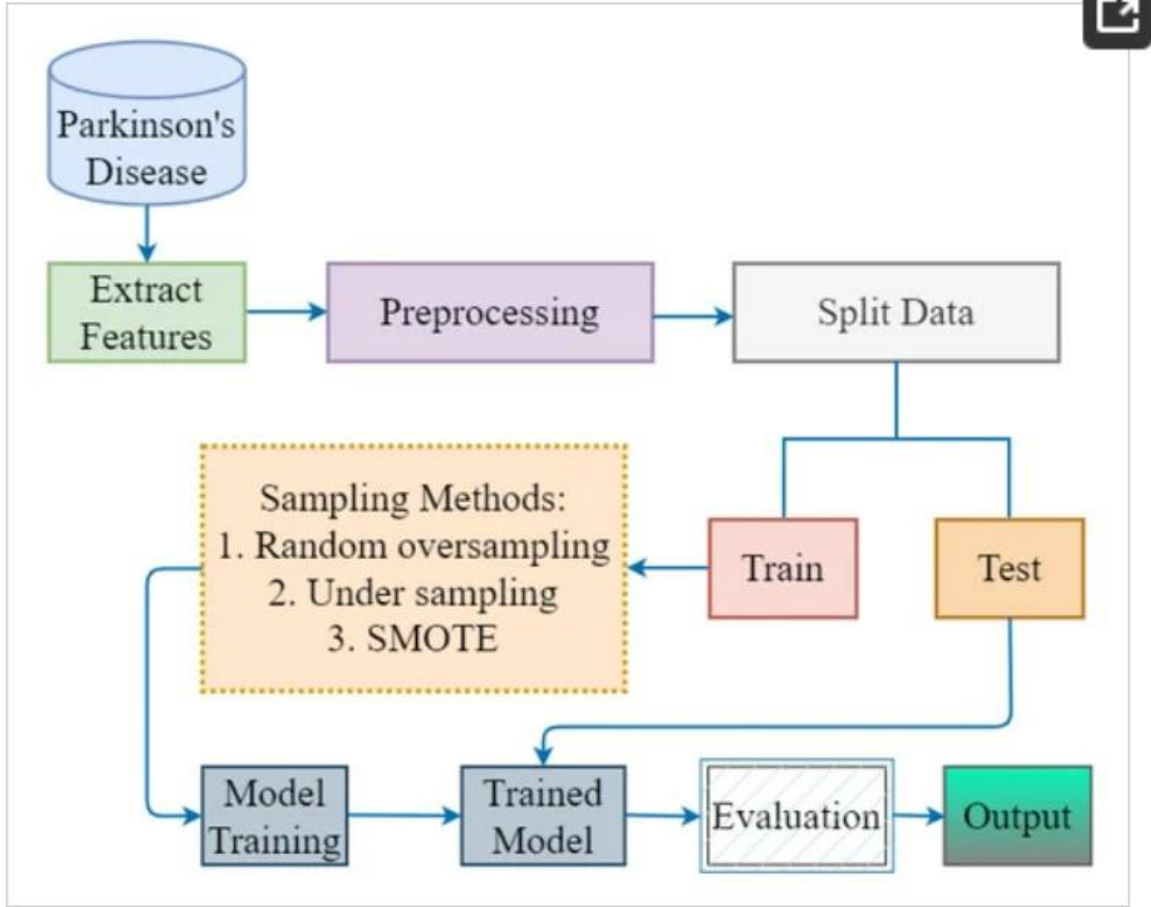 Parkinson's
Disease
Extract
Features
Preprocessing
Split Data
Sampling Methods:
1. Random oversampling
2. Under sampling
3. SMOTE
Train
Test
Model
Training
Trained
Model
Evaluation
Output